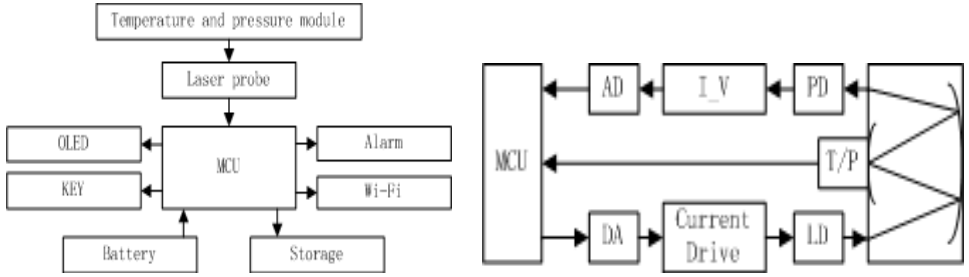 Temperature and pressure module
Laser probe
OLED
MCU
Alarm
KEY
Wi-Fi
Battery
Storage
MCU
AD
I_V
PD
T/P
DA
Current
Drive
LD